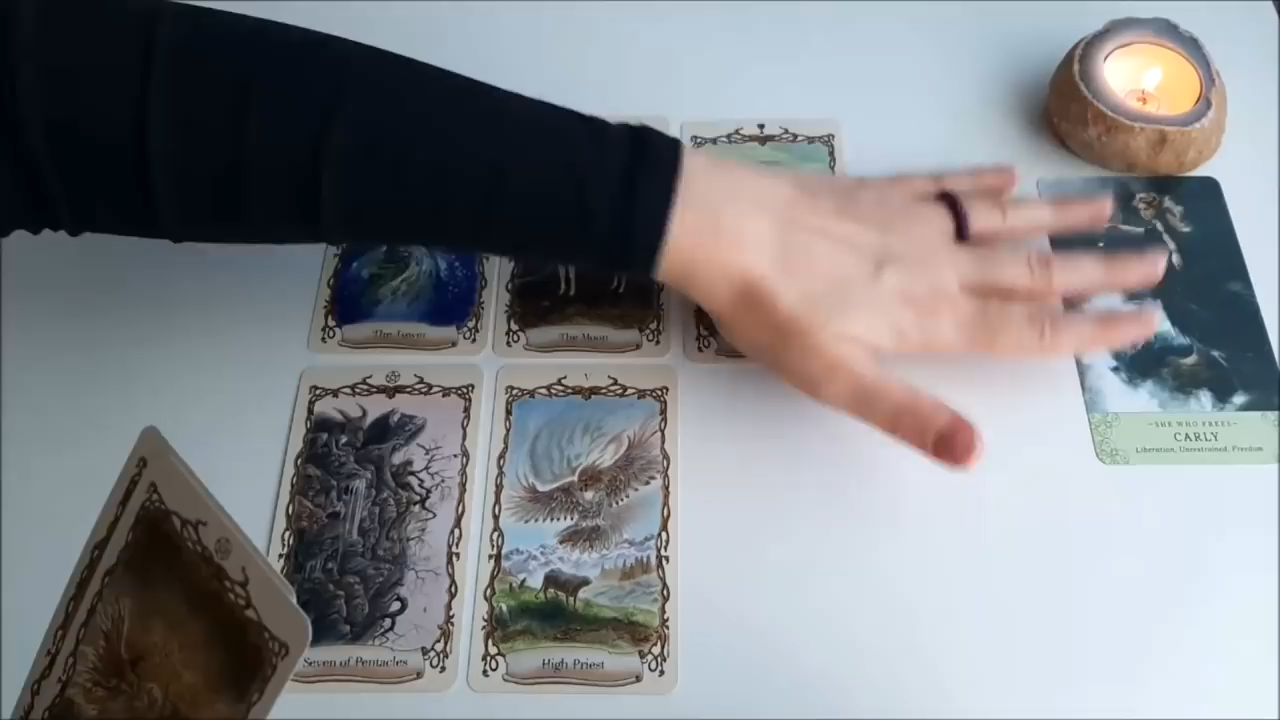 The Tower
The Moon
V
Seven of Pentacles
High Priest
~SHE WHO FREES~
CARLY
Liberation, Unrestrained, Freedom